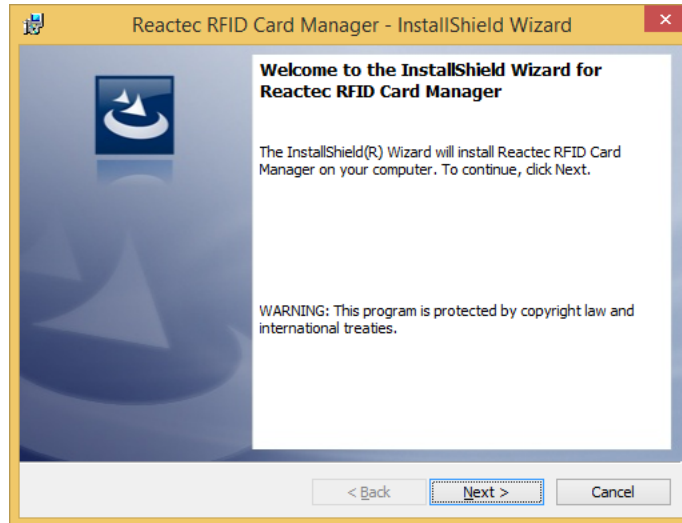 Reactec RFID Card Manager - InstallShield Wizard
Welcome to the InstallShield Wizard for
Reactec RFID Card Manager
The InstallShield(R) Wizard will install Reactec RFID Card
Manager on your computer. To continue, click Next.
WARNING: This program is protected by copyright law and
international treaties.
< Back Next > Cancel